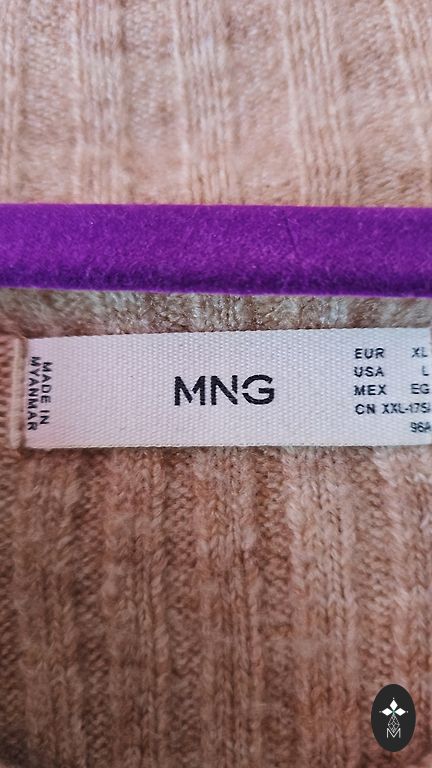 MADE IN
MYANMAR
MNG
EUR XL
USA L
MEX EG
CN XXL-175/
96A